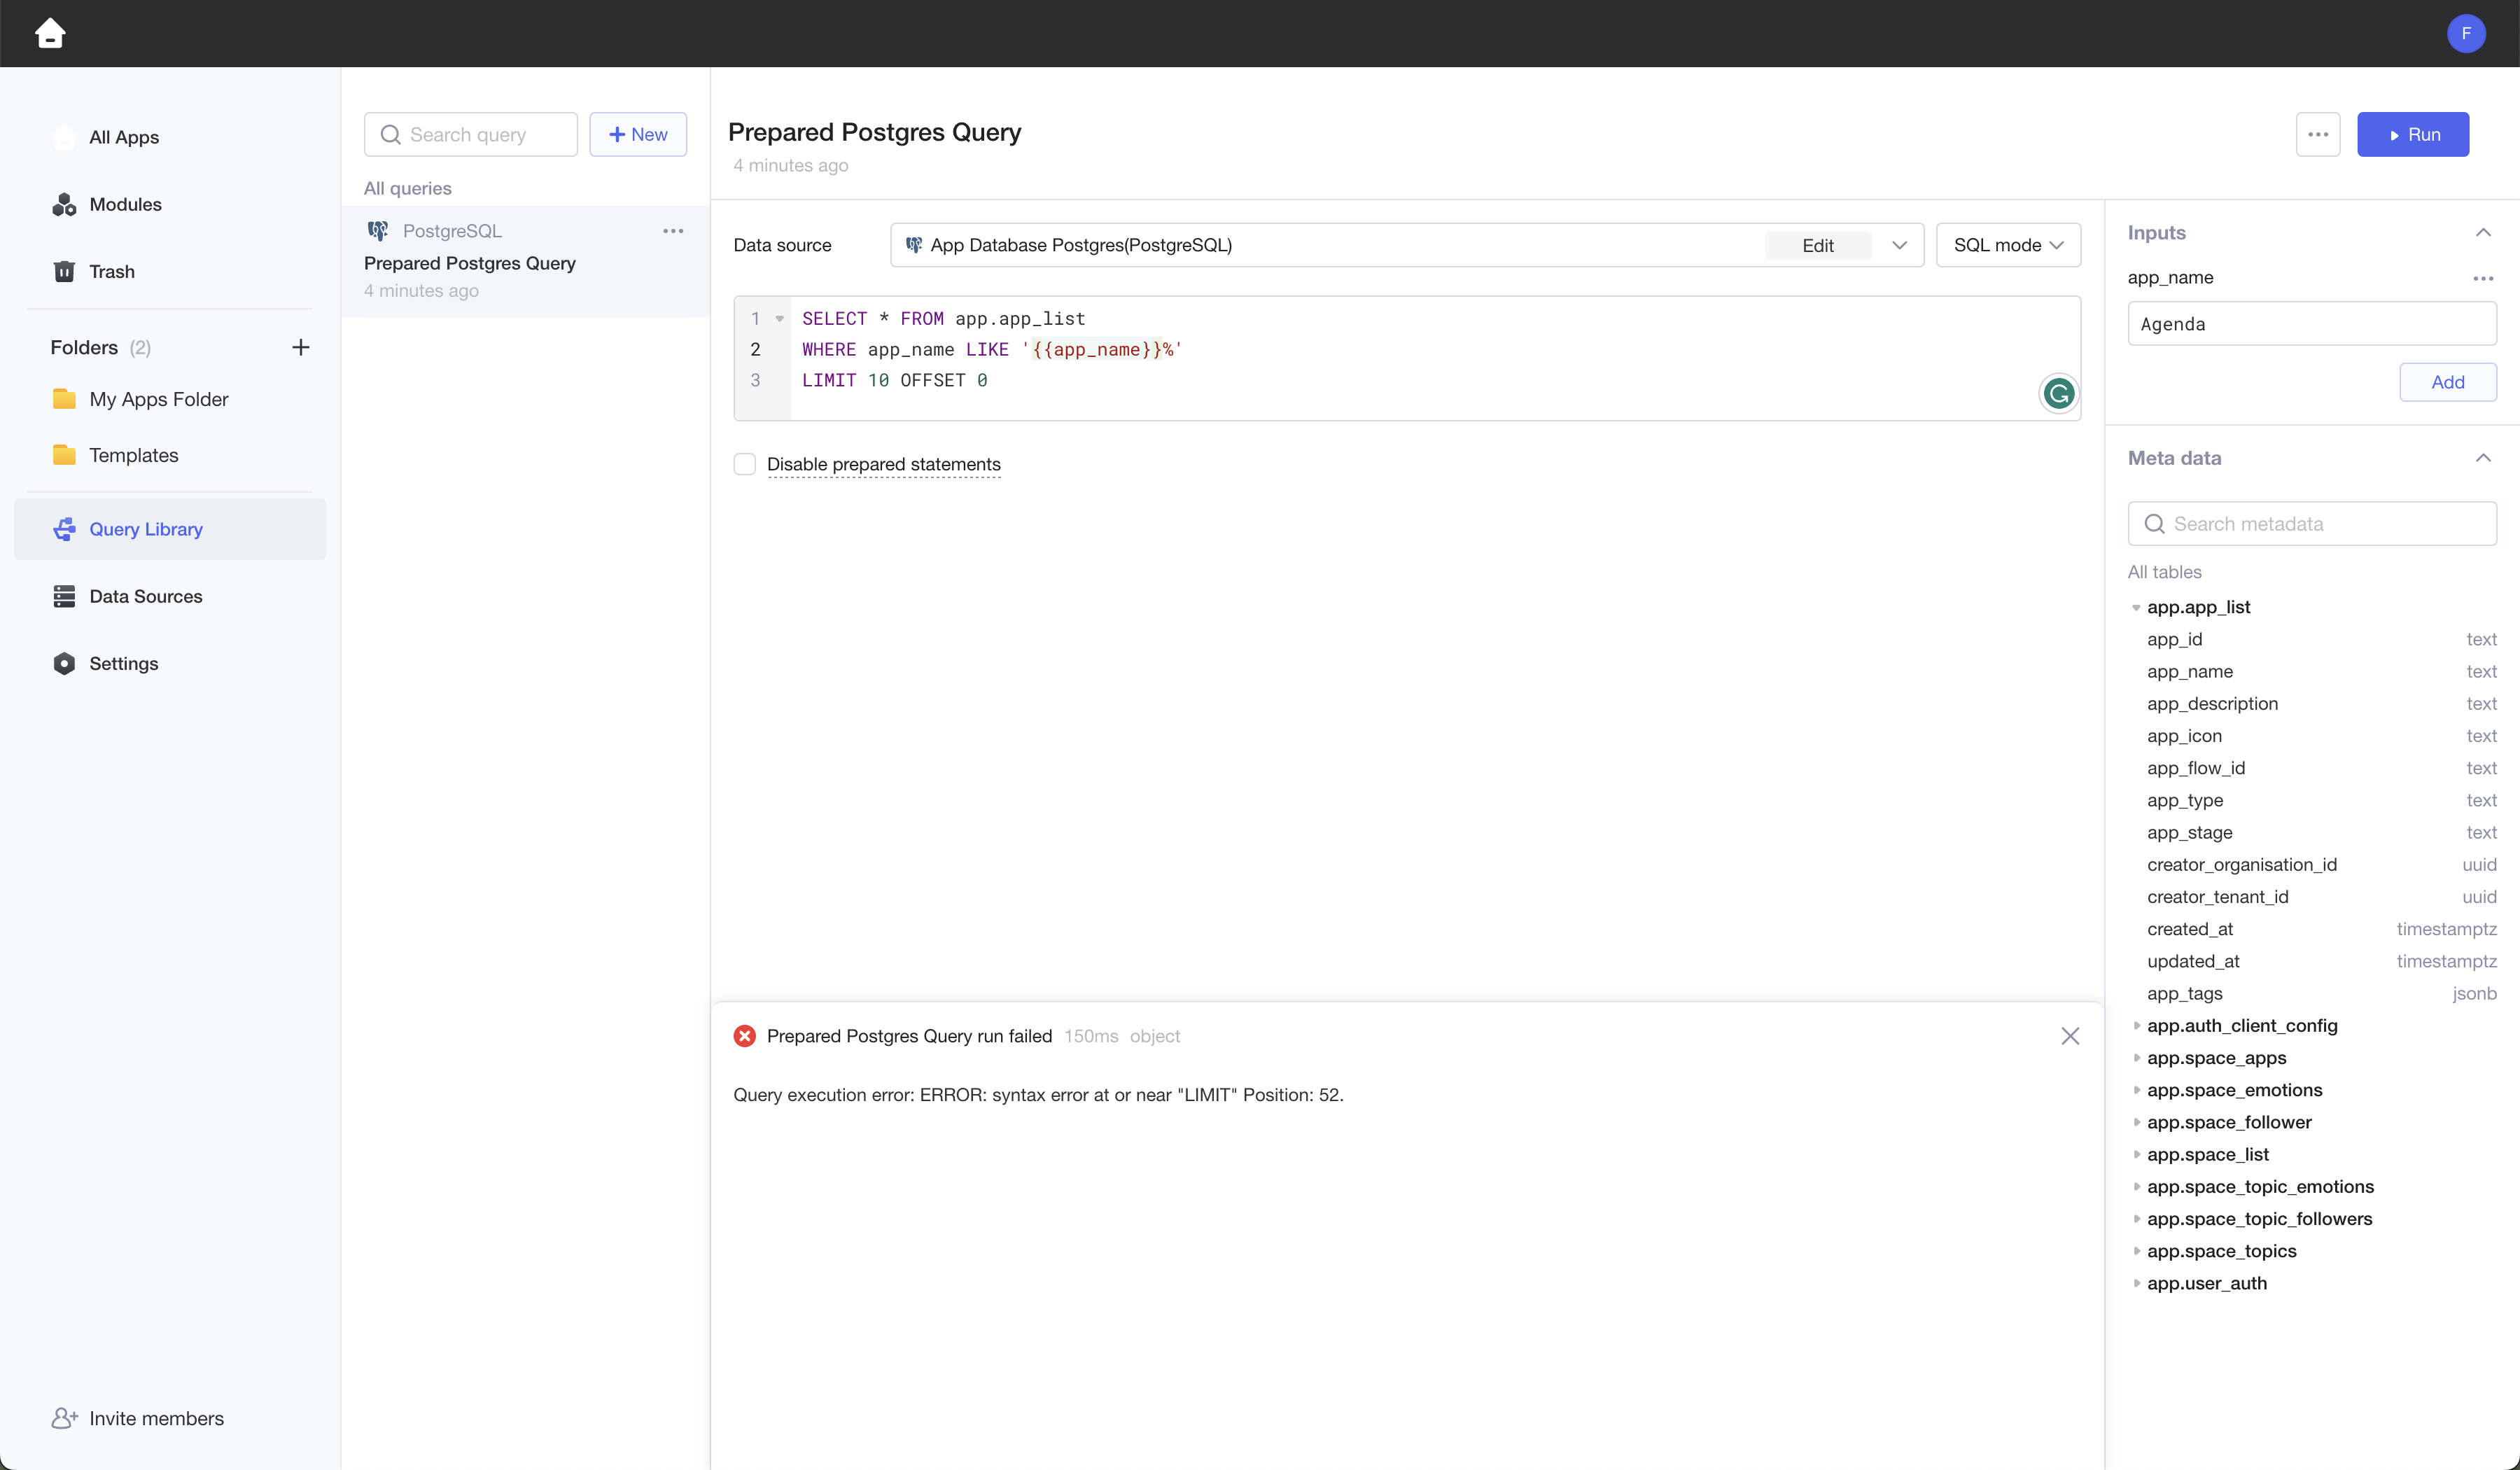 F
All Apps
Modules
Trash
Folders (2)
My Apps Folder
Templates
Query Library
Data Sources
Settings
Invite members
Search query
New
All queries
PostgreSQL
Prepared Postgres Query
4 minutes ago
Prepared Postgres Query
4 minutes ago
Run
Data source
App Database Postgres(PostgreSQL)
Edit
SQL mode
1 SELECT * FROM app.app_list
2 WHERE app_name LIKE '{{app_name}}%'
3 LIMIT 10 OFFSET 0
Disable prepared statements
Prepared Postgres Query run failed 150ms object
Query execution error: ERROR: syntax error at or near "LIMIT" Position: 52.
Inputs
app_name
Agenda
Add
Meta data
Search metadata
All tables
app.app_list
app_id text
app_name text
app_description text
app_icon text
app_flow_id text
app_type text
app_stage text
creator_organisation_id uuid
creator_tenant_id uuid
created_at timestamptz
updated_at timestamptz
app_tags jsonb
app.auth_client_config
app.space_apps
app.space_emotions
app.space_follower
app.space_list
app.space_topic_emotions
app.space_topic_followers
app.space_topics
app.user_auth